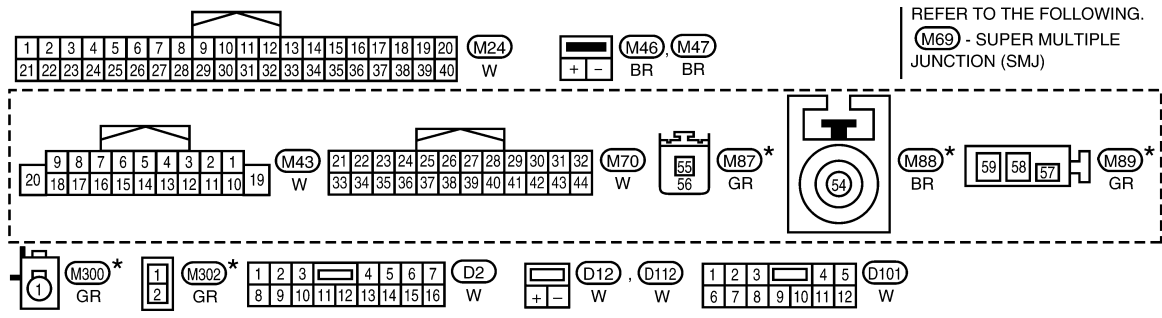 REFER TO THE FOLLOWING.
M69 - SUPER MULTIPLE
JUNCTION (SMJ)
1 2 3 4 5 6 7 8 9 10 11 12 13 14 15 16 17 18 19 20
21 22 23 24 25 26 27 28 29 30 31 32 33 34 35 36 37 38 39 40
M24
W
+ −
M46 , M47
BR BR
9 8 7 6 5 4 3 2 1
20 18 17 16 15 14 13 12 11 10 19
M43
W
21 22 23 24 25 26 27 28 29 30 31 32
33 34 35 36 37 38 39 40 41 42 43 44
M70
W
55
56
M87 *
GR
54
M88 *
BR
59 58 57
M89 *
GR
1
M300 *
GR
1
2
M302 *
GR
1 2 3 4 5 6 7
8 9 10 11 12 13 14 15 16
D2
W
+ −
D12 , D112
W W
1 2 3 4 5
6 7 8 9 10 11 12
D101
W